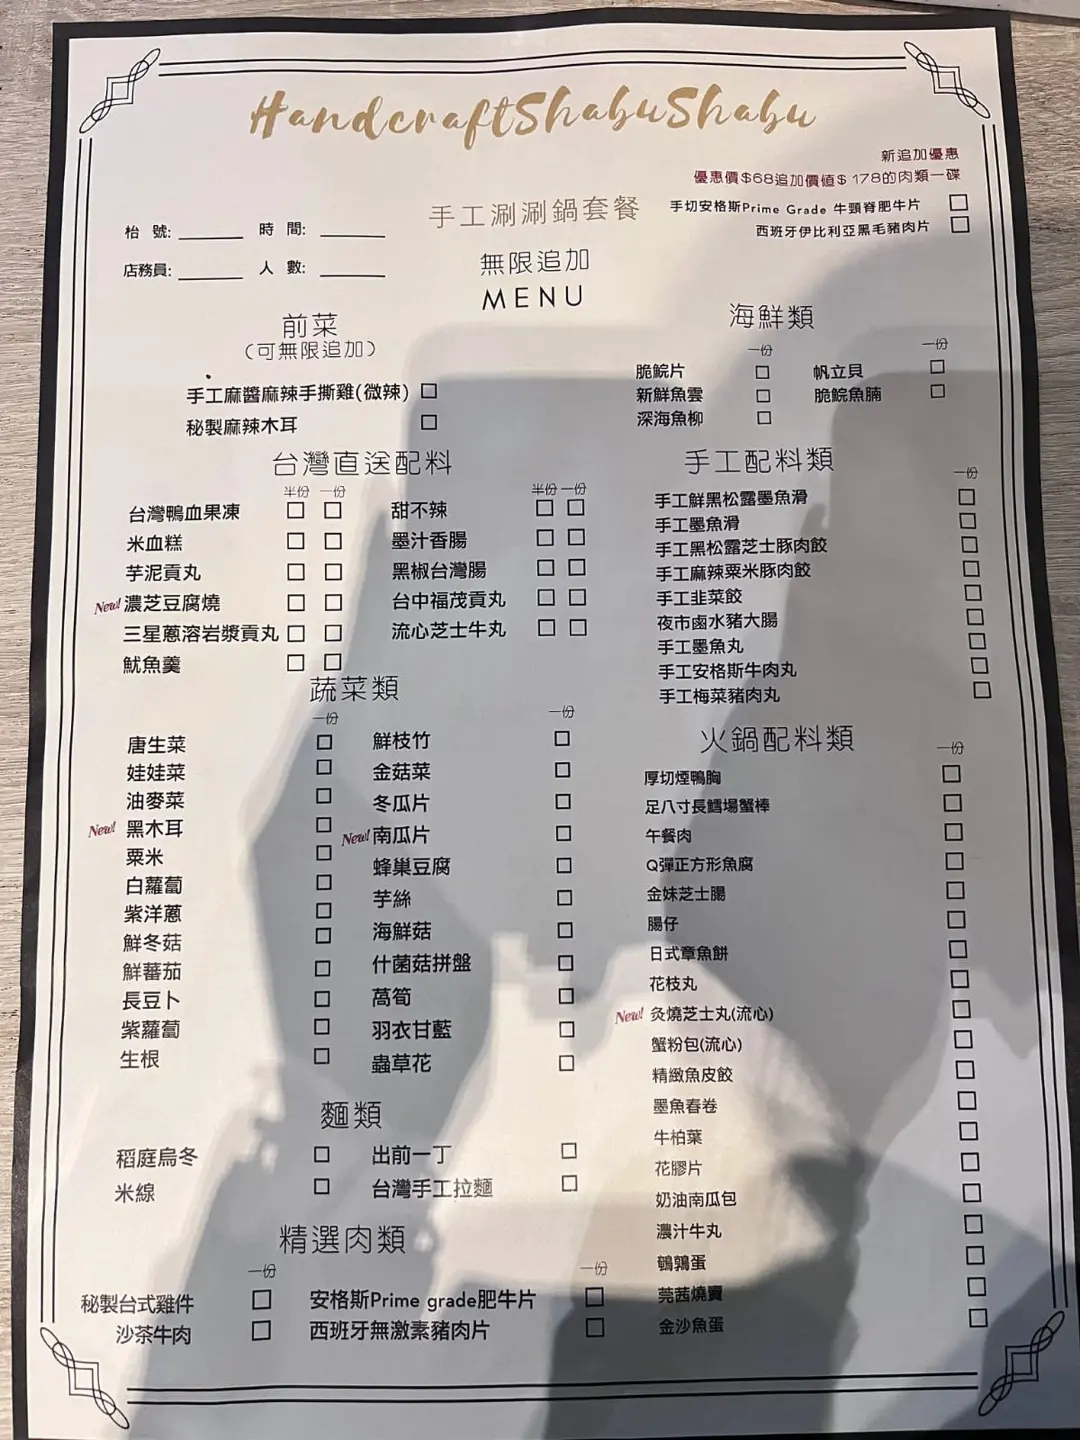 HandcraftShabuShabu
新追加優惠
優惠價$68追加價值$ 178的肉類一碟
手切安格斯Prime Grade 牛頸脊肥牛片
西班牙伊比利亞黑毛豬肉片
手工涮涮鍋套餐
枱 號: 時 間:
店務員: 人 數:
無限追加
MENU
前菜
(可無限追加)
手工麻醬麻辣手撕雞(微辣)
秘製麻辣木耳
海鮮類
一份 一份
脆鯇片 帆立貝
新鮮魚雲 脆鯇魚腩
深海魚柳
台灣直送配料
半份 一份 半份 一份
台灣鴨血果凍 甜不辣
米血糕 墨汁香腸
芋泥貢丸 黑椒台灣腸
New! 濃芝豆腐燒 台中福茂貢丸
三星蔥溶岩漿貢丸 流心芝士牛丸
魷魚羹
手工配料類
一份
手工鮮黑松露墨魚滑
手工墨魚滑
手工黑松露芝士豚肉餃
手工麻辣粟米豚肉餃
手工韭菜餃
夜市鹵水豬大腸
手工墨魚丸
手工安格斯牛肉丸
手工梅菜豬肉丸
蔬菜類
一份 一份
唐生菜 鮮枝竹
娃娃菜 金菇菜
油麥菜 冬瓜片
New! 黑木耳 New! 南瓜片
粟米 蜂巢豆腐
白蘿蔔 芋絲
紫洋蔥 海鮮菇
鮮冬菇 什菌菇拼盤
鮮蕃茄 萵筍
長豆卜 羽衣甘藍
紫蘿蔔 蟲草花
生根
火鍋配料類
一份
厚切煙鴨胸
足八寸長鱈場蟹棒
午餐肉
Q彈正方形魚腐
金妹芝士腸
腸仔
日式章魚餅
花枝丸
New! 灸燒芝士丸(流心)
蟹粉包(流心)
精緻魚皮餃
墨魚春卷
牛柏葉
花膠片
奶油南瓜包
濃汁牛丸
鵪鶉蛋
莞茜燒賣
金沙魚蛋
麵類
稻庭烏冬 出前一丁
米線 台灣手工拉麵
精選肉類
一份 一份
秘製台式雞件 安格斯Prime grade肥牛片
沙茶牛肉 西班牙無激素豬肉片